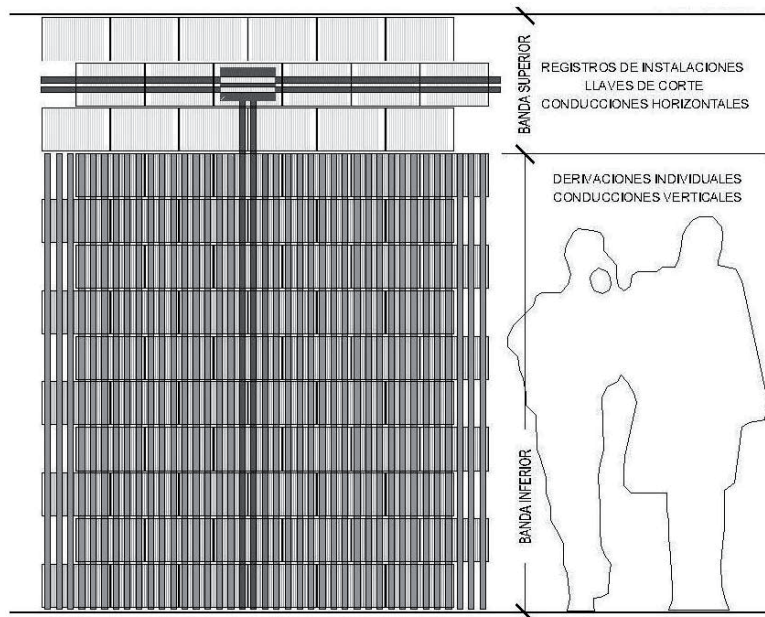 BANDA SUPERIOR
REGISTROS DE INSTALACIONES
LLAVES DE CORTE
CONDUCCIONES HORIZONTALES
DERIVACIONES INDIVIDUALES
CONDUCCIONES VERTICALES
BANDA INFERIOR